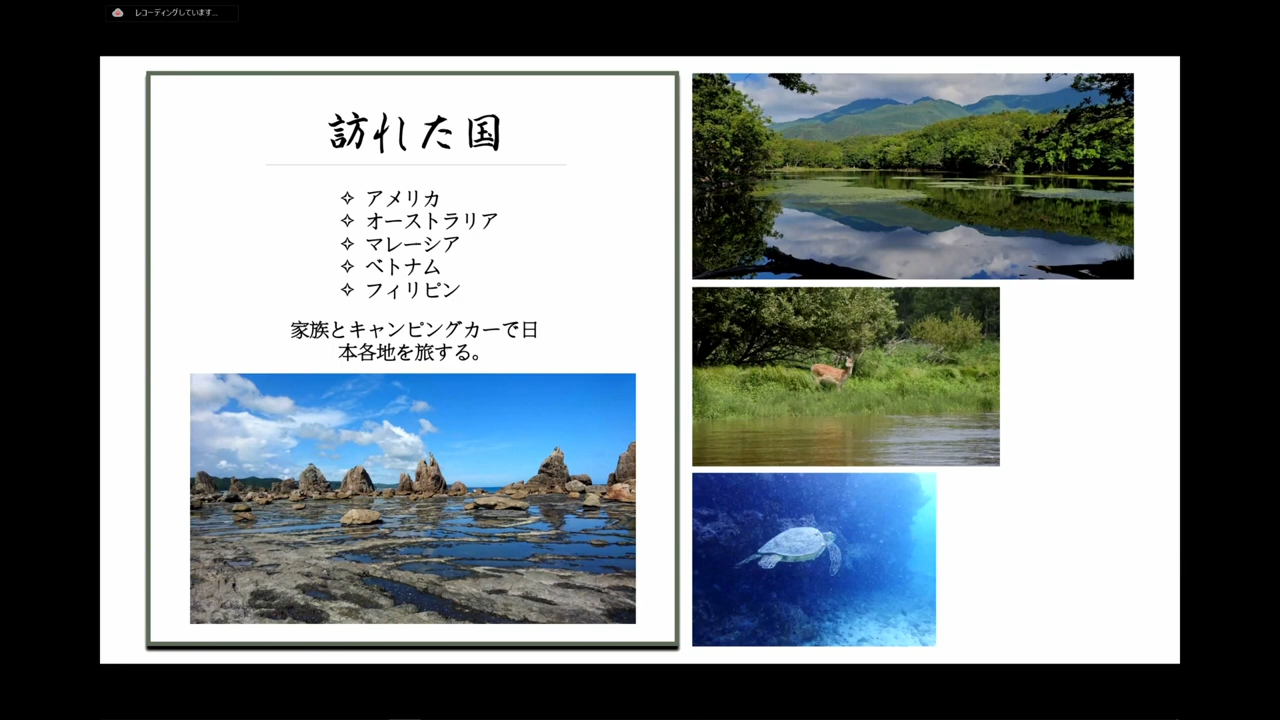 レコーディングしています...
訪れた国
✧ アメリカ
✧ オーストラリア
✧ マレーシア
✧ ベトナム
✧ フィリピン
家族とキャンピングカーで日
本各地を旅する。